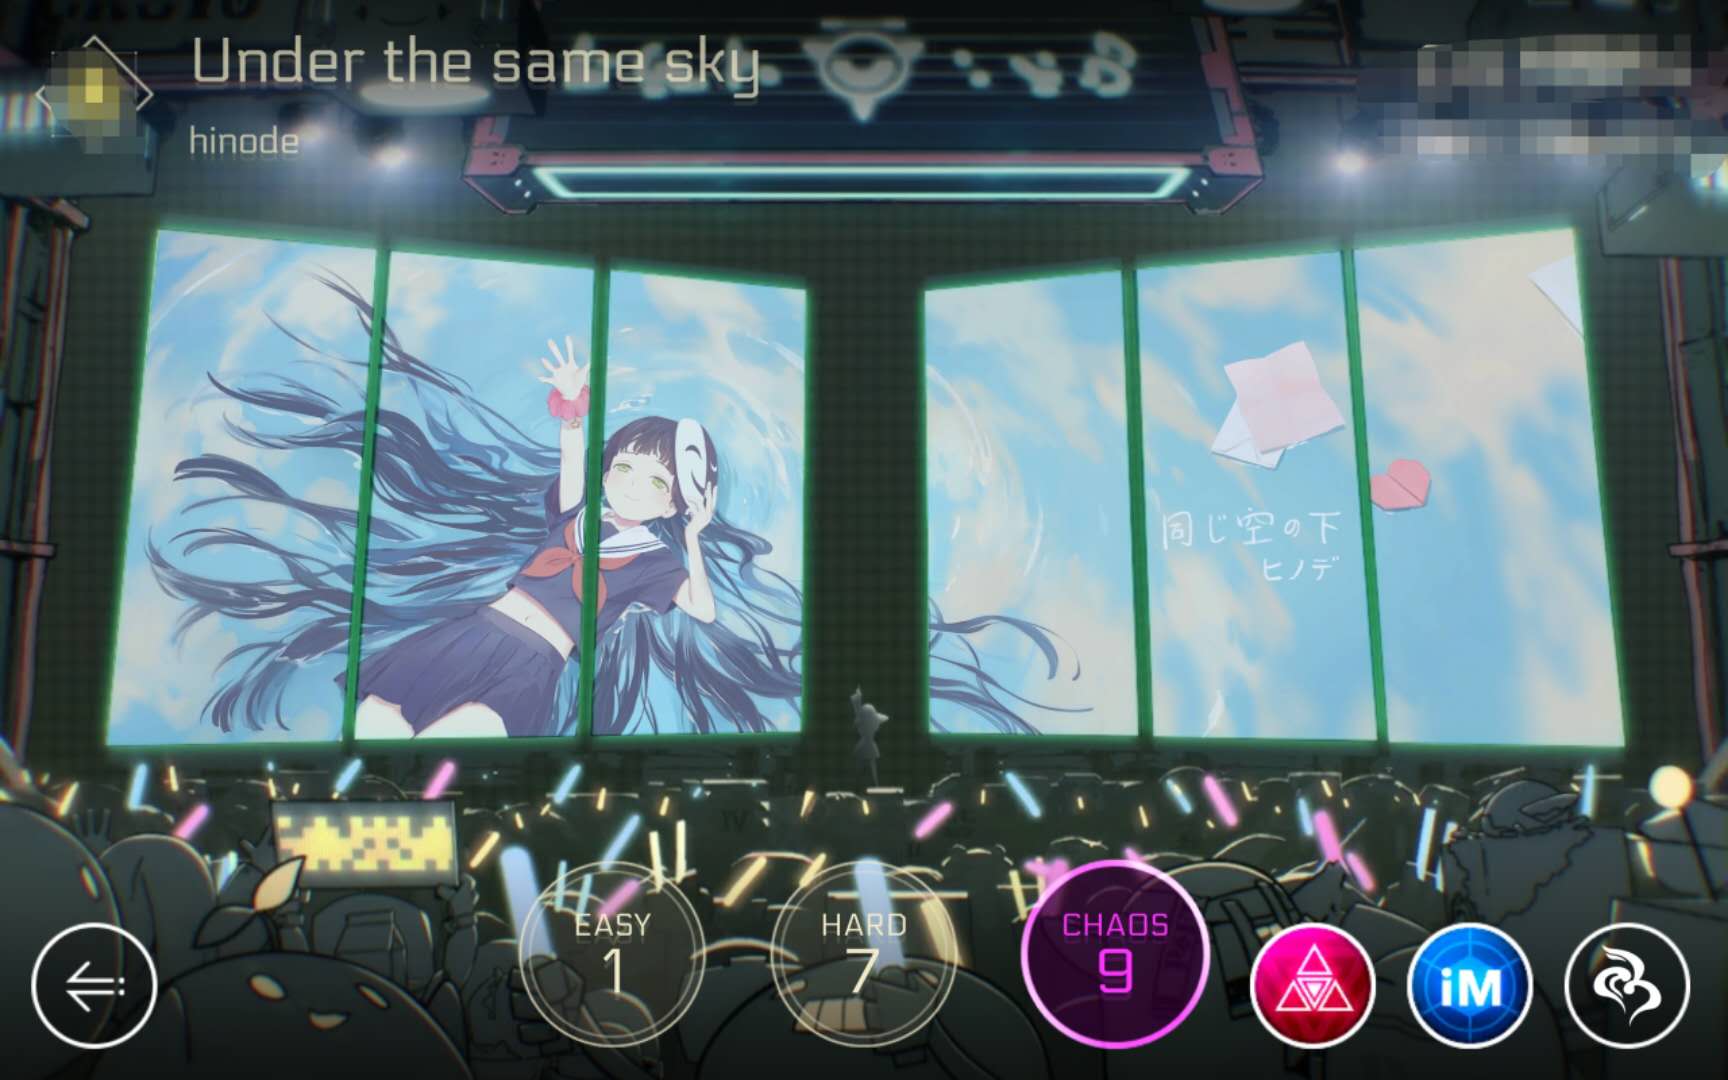 Under the same sky
hinode
同じ空の下
ヒノデ
EASY
1
HARD
7
CHAOS
9
iM